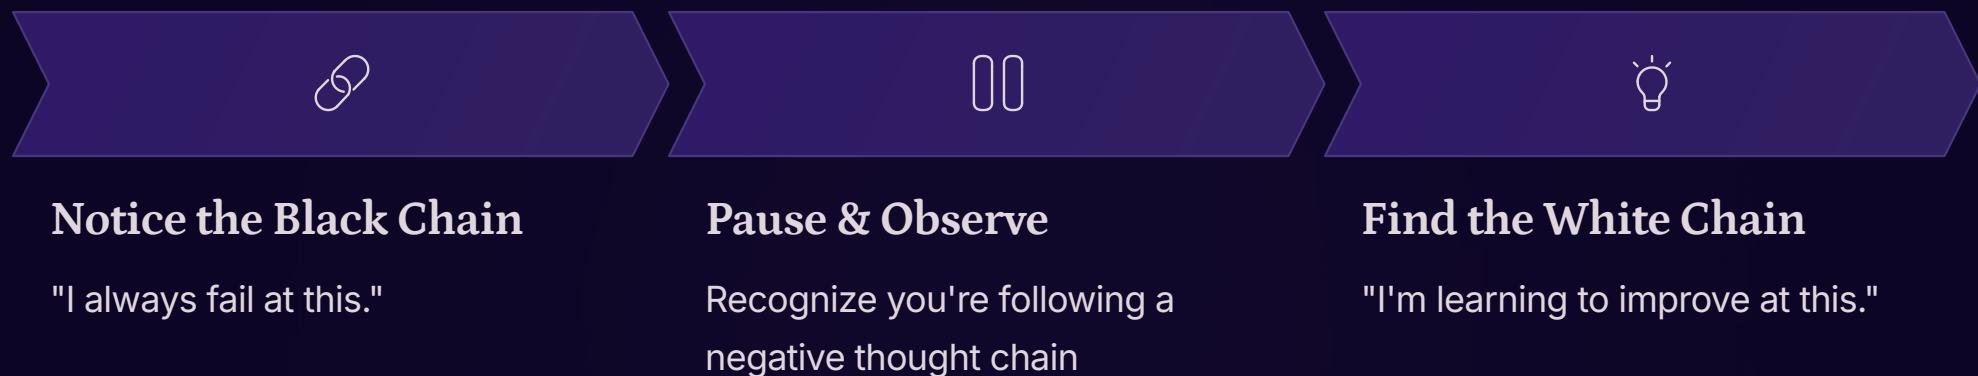 Notice the Black Chain
"I always fail at this."
Pause & Observe
Recognize you're following a
negative thought chain
Find the White Chain
"I'm learning to improve at this."